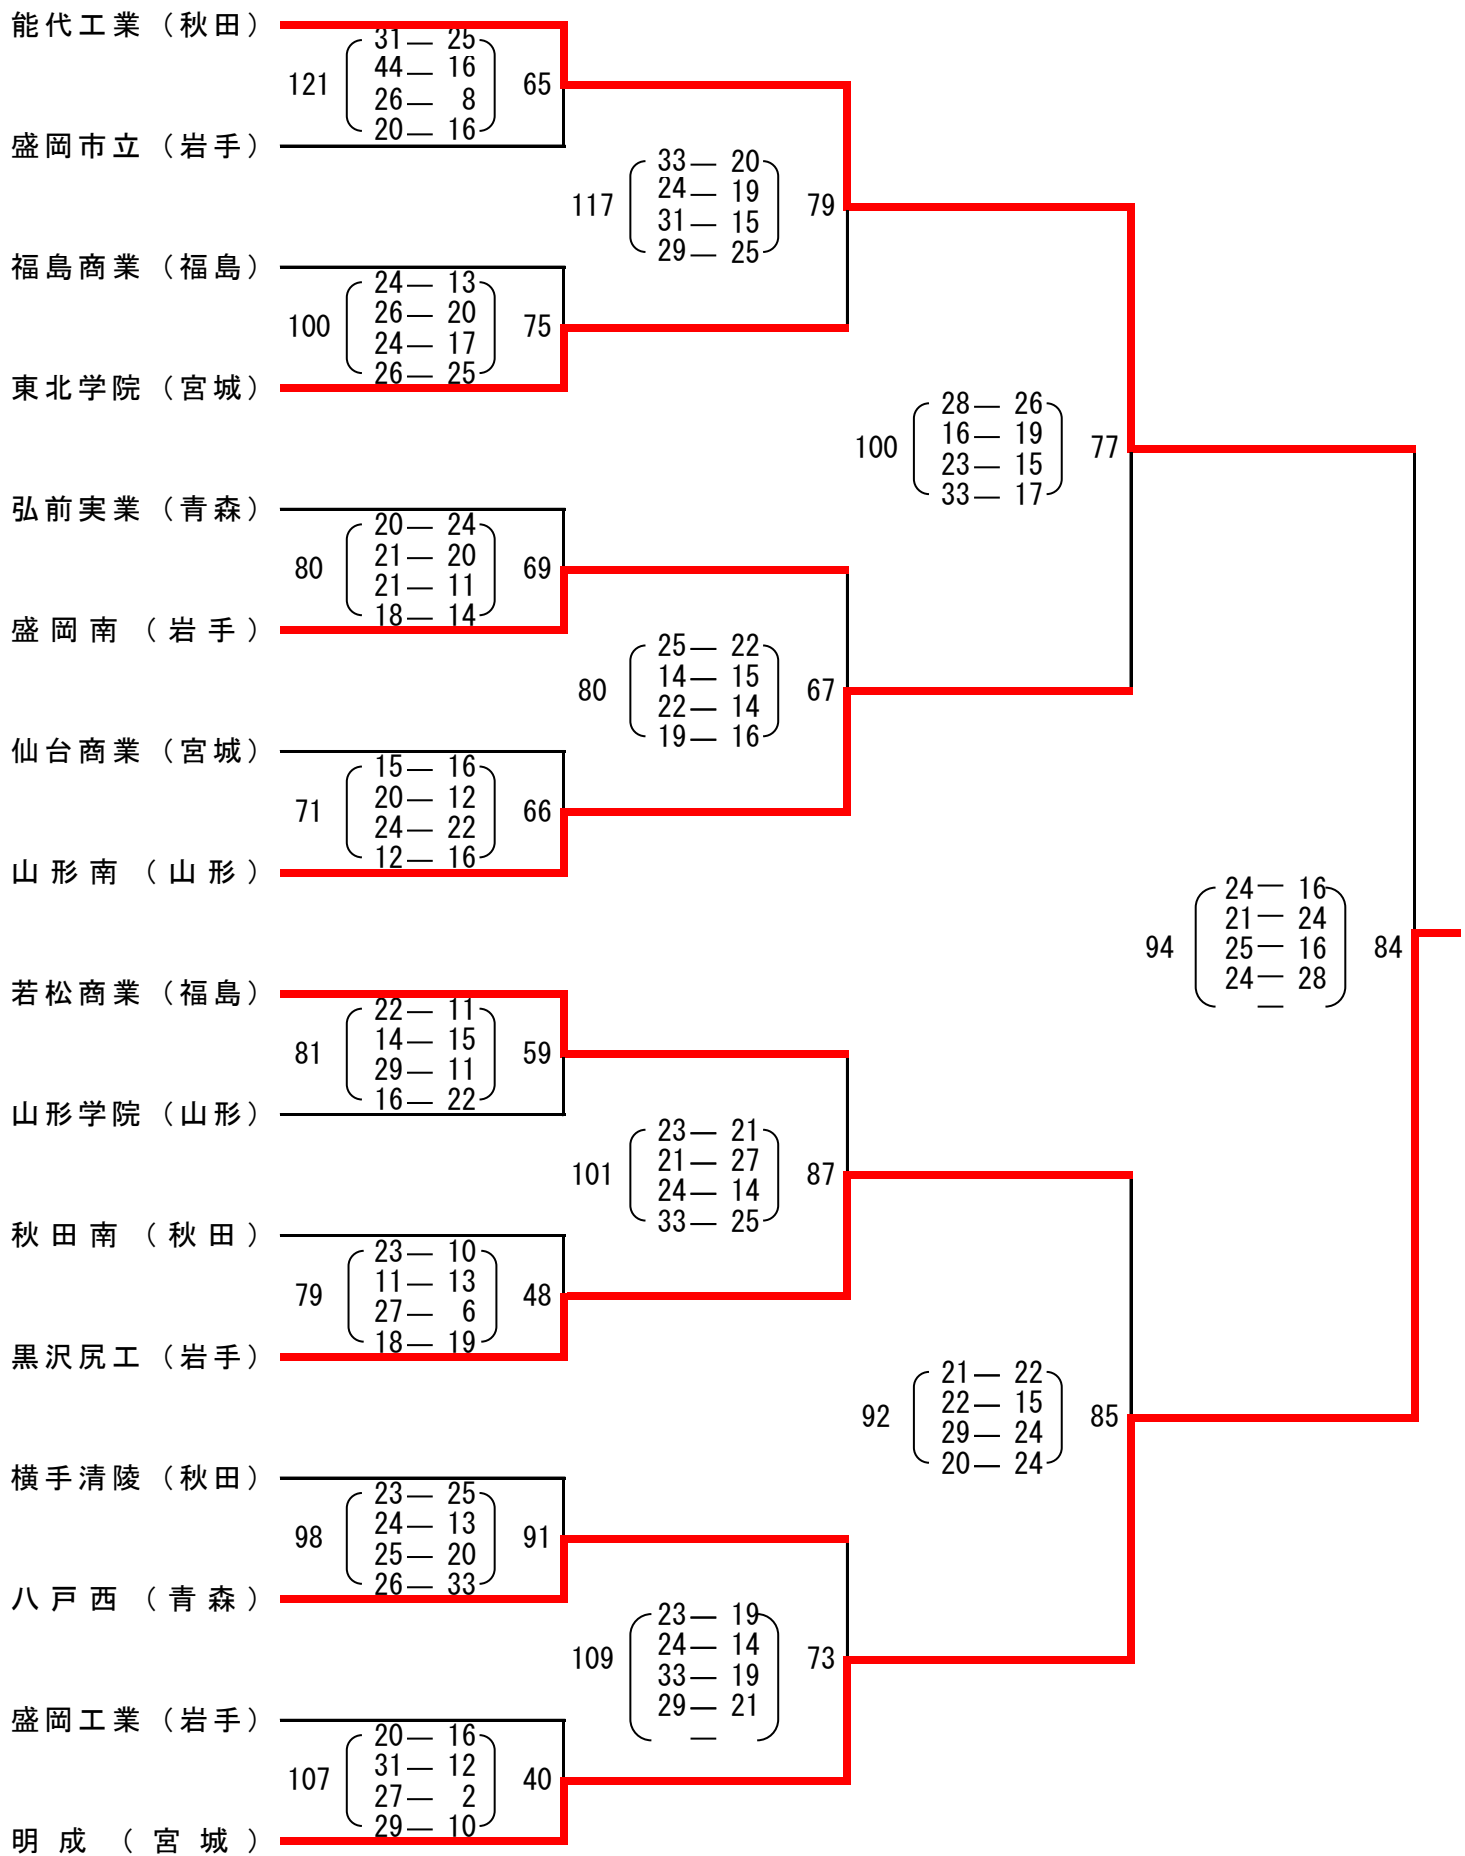 能代工業（秋田）
121 31― 25 65
44― 16
26― 8
20― 16
盛岡市立（岩手）
117 33― 20 79
24― 19
31― 15
29― 25
福島商業（福島）
100 24― 13 75
26― 20
24― 17
26― 25
東北学院（宮城）
100 28― 26 77
16― 19
23― 15
33― 17
弘前実業（青森）
80 20― 24 69
21― 20
21― 11
18― 14
盛岡南（岩手）
80 25― 22 67
14― 15
22― 14
19― 16
仙台商業（宮城）
71 15― 16 66
20― 12
24― 22
12― 16
山形南（山形）
94 24― 16 84
21― 24
25― 16
24― 28
―
若松商業（福島）
81 22― 11 59
14― 15
29― 11
16― 22
山形学院（山形）
101 23― 21 87
21― 27
24― 14
33― 25
秋田南（秋田）
79 23― 10 48
11― 13
27― 6
18― 19
黒沢尻工（岩手）
92 21― 22 85
22― 15
29― 24
20― 24
横手清陵（秋田）
98 23― 25 91
24― 13
25― 20
26― 33
八戸西（青森）
109 23― 19 73
24― 14
33― 19
29― 21
―
盛岡工業（岩手）
107 20― 16 40
31― 12
27― 2
29― 10
明成（宮城）